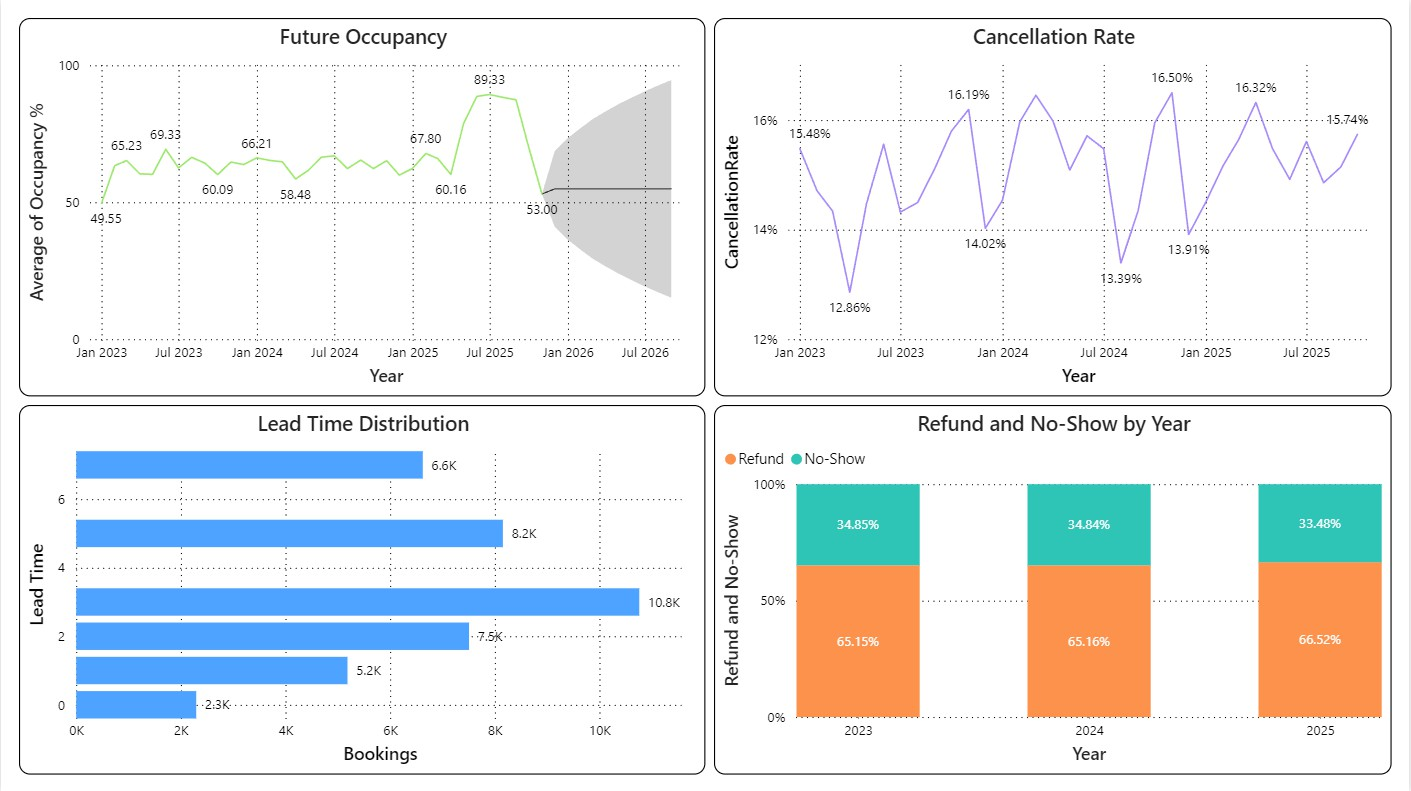 Future Occupancy
Average of Occupancy %
100
50
0
49.55
65.23
69.33
60.09
66.21
58.48
67.80
60.16
89.33
53.00
Jan 2023 Jul 2023 Jan 2024 Jul 2024 Jan 2025 Jul 2025 Jan 2026 Jul 2026
Year
Cancellation Rate
CancellationRate
16%
14%
12%
15.48%
12.86%
16.19%
14.02%
13.39%
16.50%
13.91%
16.32%
15.74%
Jan 2023 Jul 2023 Jan 2024 Jul 2024 Jan 2025 Jul 2025
Year
Lead Time Distribution
Lead Time
6
4
2
0
6.6K
8.2K
10.8K
7.5K
5.2K
2.3K
0K 2K 4K 6K 8K 10K
Bookings
Refund and No-Show by Year
Refund No-Show
Refund and No-Show
100%
50%
0%
34.85% 34.84% 33.48%
65.15% 65.16% 66.52%
2023 2024 2025
Year